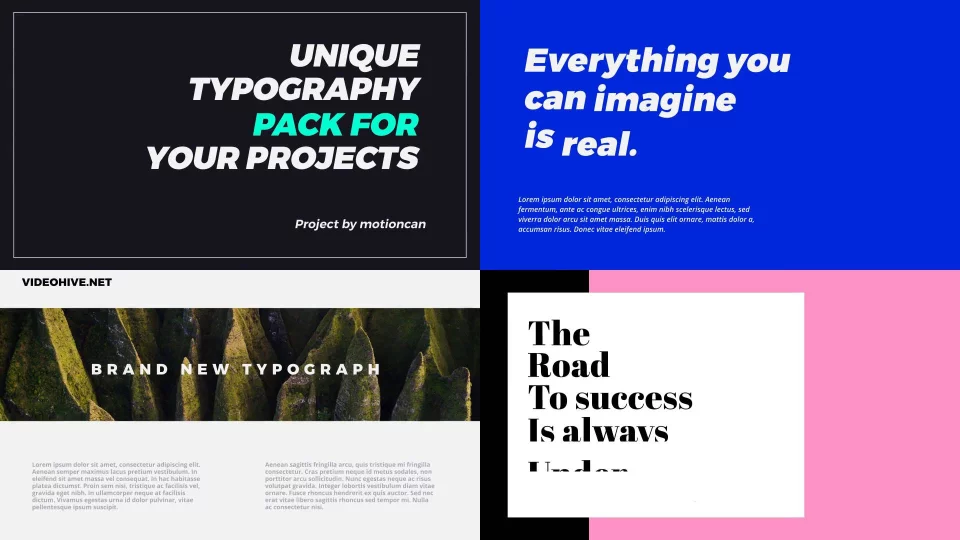 UNIQUE
TYPOGRAPHY
PACK FOR
YOUR PROJECTS
Project by motioncan
Everything you
can imagine
is real.
Lorem ipsum dolor sit amet, consectetur adipiscing elit. Aenean
fermentum, ante ac congue ultrices, enim nibh scelerisque lectus, sed
viverra dolor arcu sit amet massa. Duis quis elit ornare, mattis dolor a,
accumsan risus. Donec vitae eleifend ipsum.
VIDEOHIVE.NET
BRAND NEW TYPOGRAPH
Lorem ipsum dolor sit amet, consectetur adipiscing elit.
Aenean semper maximus lacus pretium vestibulum. In
elementum sit amet massa vel consequat. In hac habitasse
platea dictumst. Proin sem nisi, tristique ac facilisis vel,
gravida eget nibh. In ullamcorper neque at facilisis
dictum. Vivamus egestas urna id dolor pulvinar, vitae
pellentesque ipsum suscipit.
Aenean sagittis fringilla arcu, quis tristique mi fringilla
consectetur. Cras pretium neque id metus sodales, non
porttitor arcu sollicitudin. Nunc egestas neque ac risus
volutpat gravida. Integer lobortis vestibulum diam mattis
ornare. Fusce rhoncus hendrerit ex quis auctor. Sed nec
erat vitae libero sagittis rhoncus sed tempor mi. Nulla
ac consectetur nisi.
The
Road
To success
Is always
Under